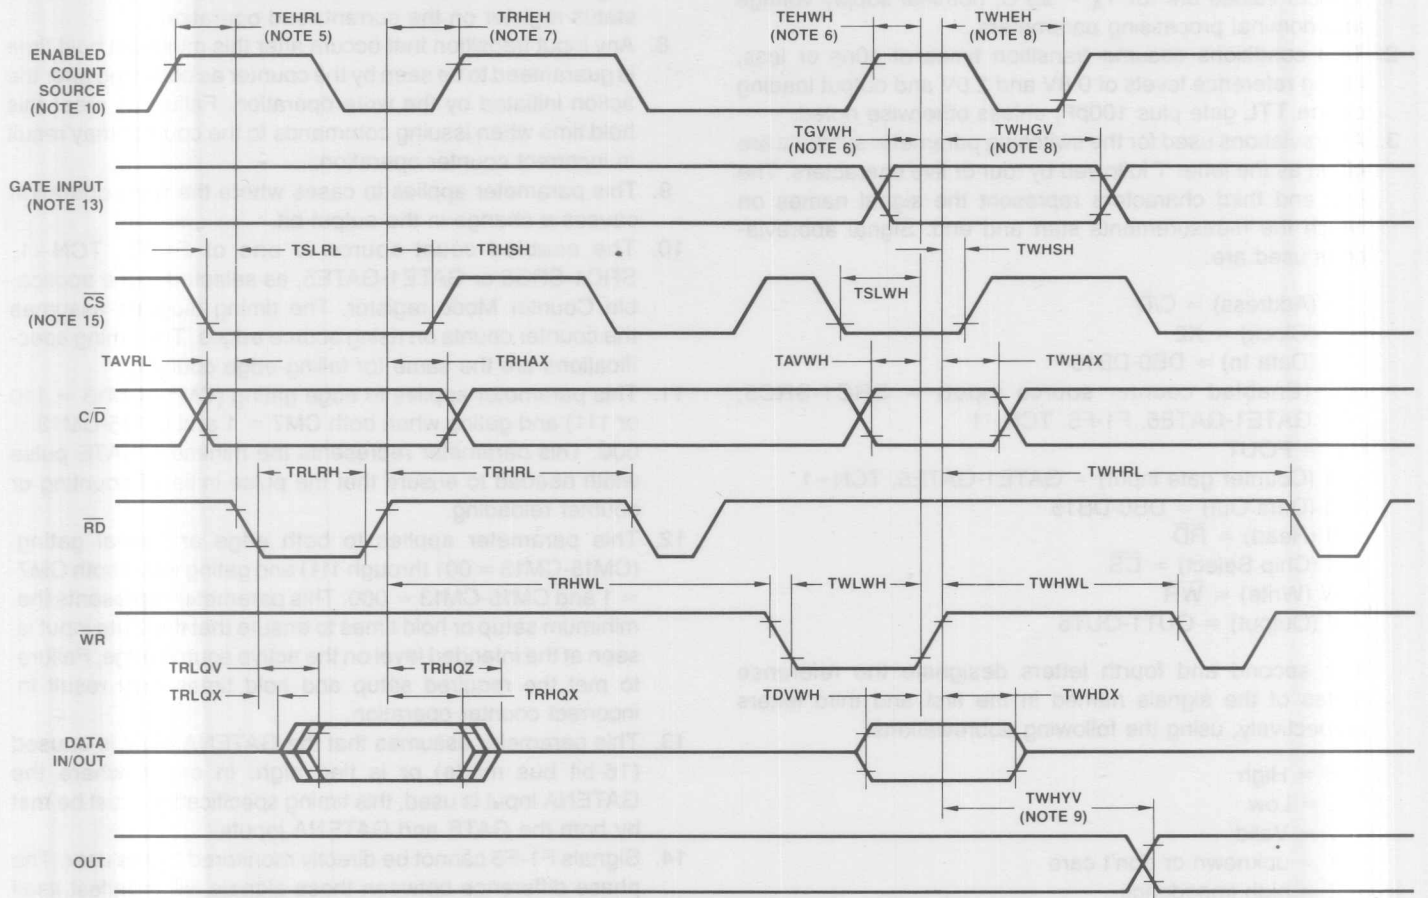 TEHRL
(NOTE 5)
TRHEH
(NOTE 7)
TEHWH
(NOTE 6)
TWHEH
(NOTE 8)
ENABLED
COUNT
SOURCE
(NOTE 10)
TGVWH
(NOTE 6)
TWHGV
(NOTE 8)
GATE INPUT
(NOTE 13)
TSLRL
TRHSH
TWHSH
TSLWH
CS
(NOTE 15)
TAVRL
TRHAX
TAVWH
TWHAX
C/D
TRLRH
TRHRL
TWHRL
RD
TRHWL
TWLWH
TWHWL
WR
TRLQV
TRHQZ
TRLQX
TRHQX
TDVWH
TWHDX
DATA
IN/OUT
TWHYV
(NOTE 9)
OUT